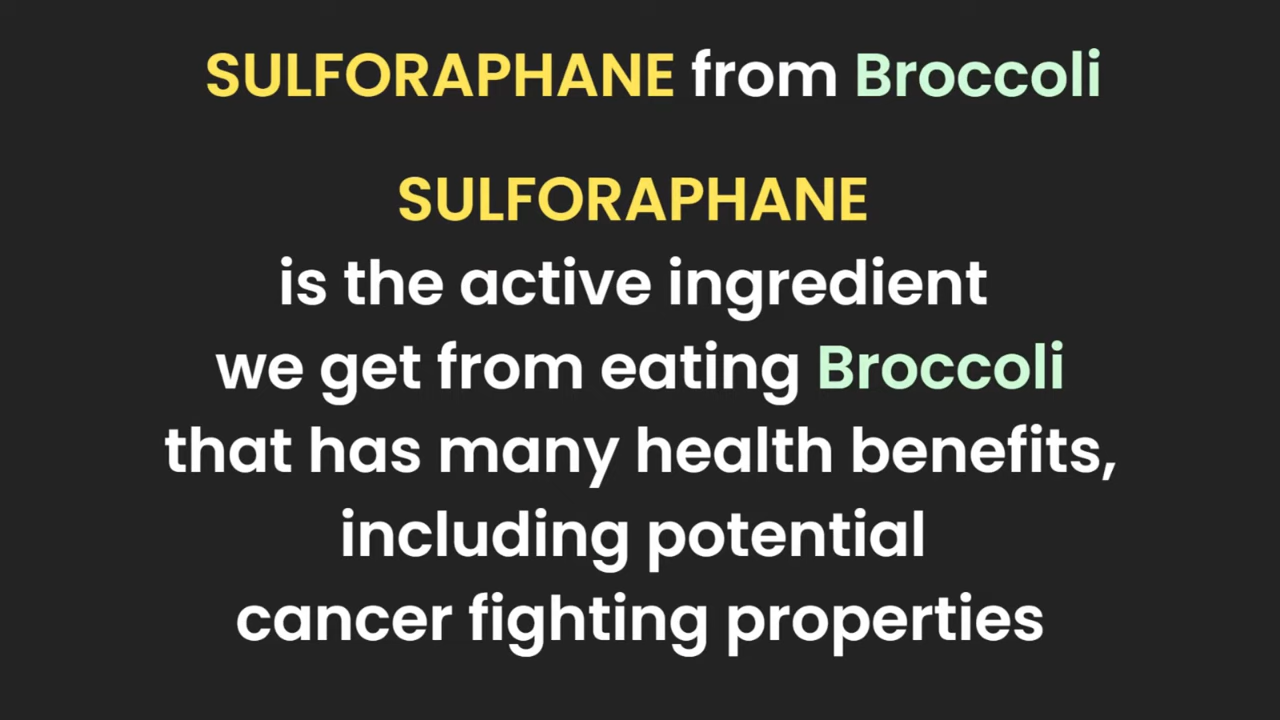 SULFORAPHANE from Broccoli
SULFORAPHANE
is the active ingredient
we get from eating Broccoli
that has many health benefits,
including potential
cancer fighting properties